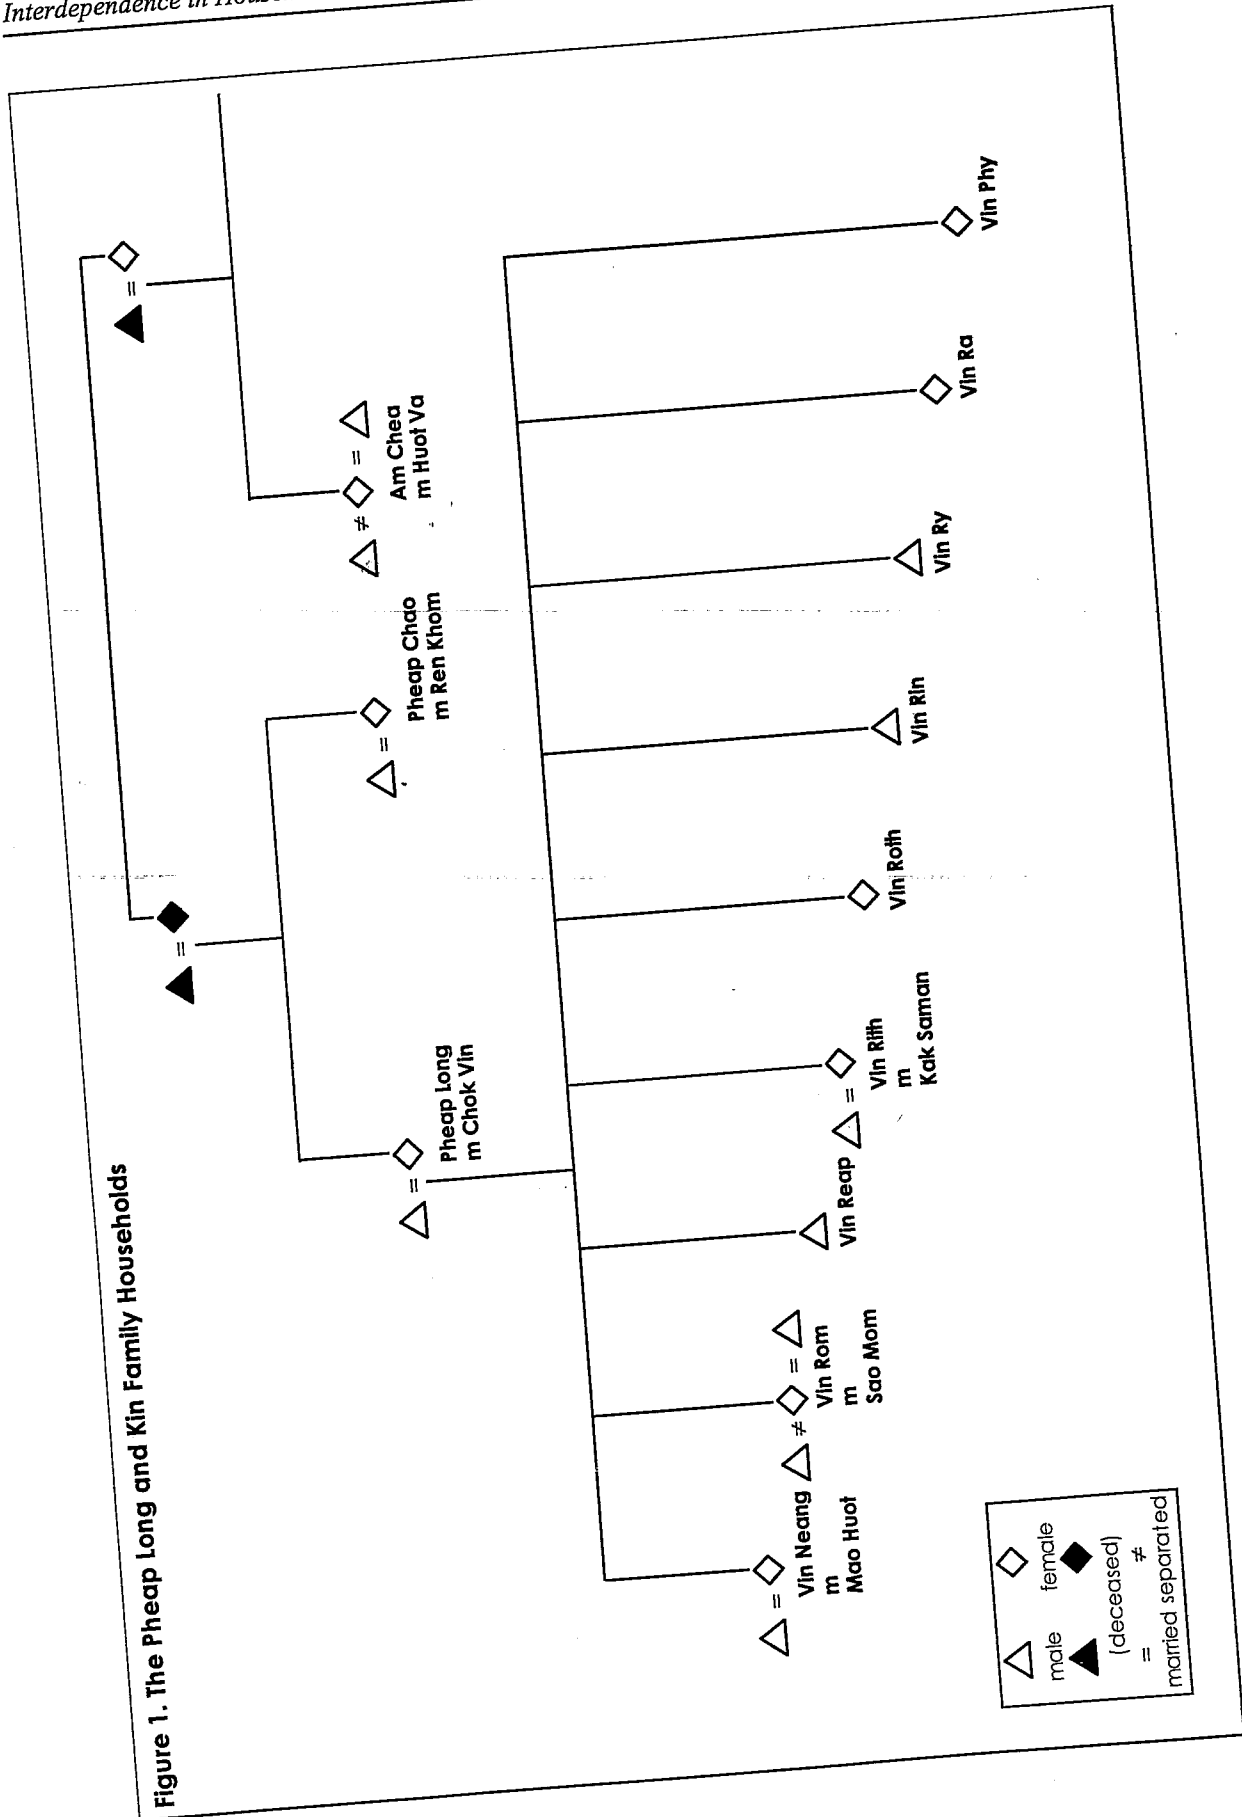 Interdependence in
Figure 1. The Pheap Long and Kin Family Households
Am Chea
m Huot Va
Pheap Chao
m Ren Khom
Pheap Long
m Chok Vin
Vin Neang
m
Mao Huot
Vin Rom
m
Sao Mom
Vin Reap
Vin Rith
m
Kak Saman
Vin Roth
Vin Rin
Vin Ry
Vin Ra
Vin Phy
male female
(deceased)
= ≠
married separated